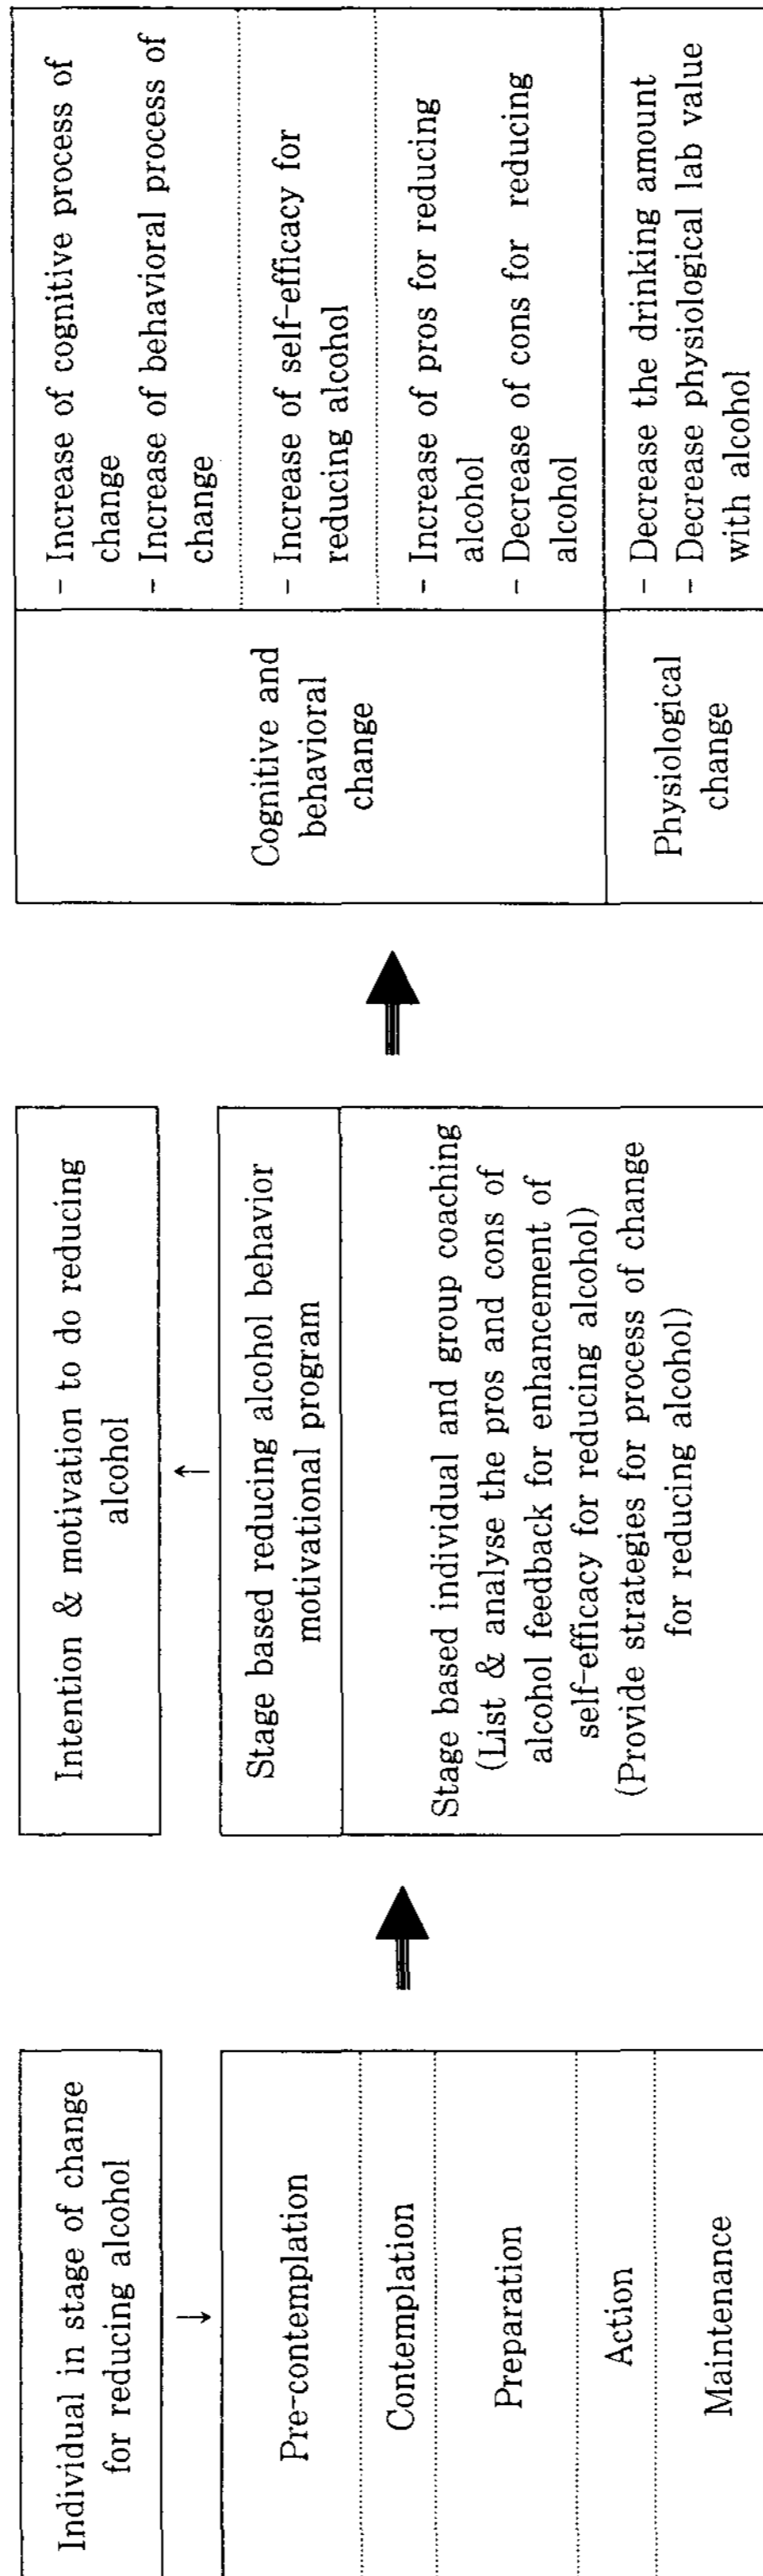 Individual in stage of change
for reducing alcohol
↓
Pre-contemplation
Contemplation
Preparation
Action
Maintenance
Intention & motivation to do reducing
alcohol
↑
Stage based reducing alcohol behavior
motivational program
Stage based individual and group coaching
(List & analyse the pros and cons of
alcohol feedback for enhancement of
self-efficacy for reducing alcohol)
(Provide strategies for process of change
for reducing alcohol)
Cognitive and
behavioral
change
- Increase of cognitive process of
change
- Increase of behavioral process of
change
- Increase of self-efficacy for
reducing alcohol
- Increase of pros for reducing
alcohol
- Decrease of cons for reducing
alcohol
Physiological
change
- Decrease the drinking amount
- Decrease physiological lab value
with alcohol